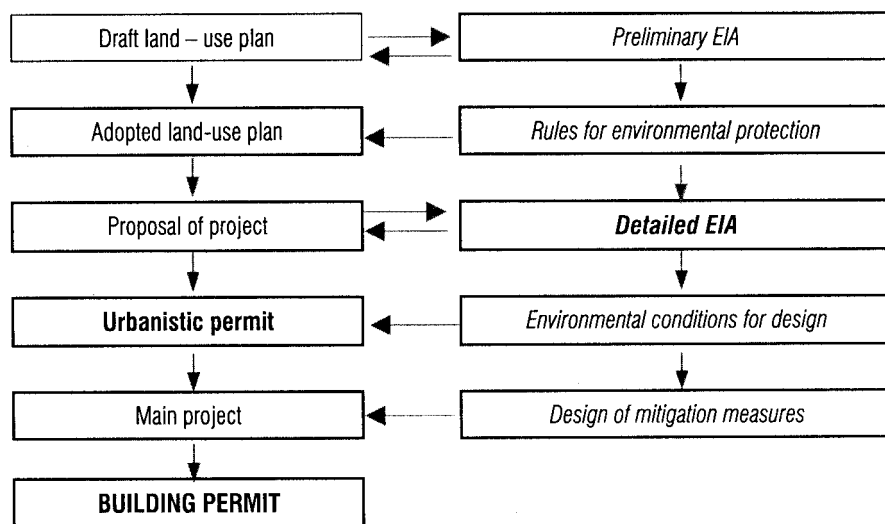 Draft land – use plan
Preliminary EIA
Adopted land-use plan
Rules for environmental protection
Proposal of project
Detailed EIA
Urbanistic permit
Environmental conditions for design
Main project
Design of mitigation measures
BUILDING PERMIT